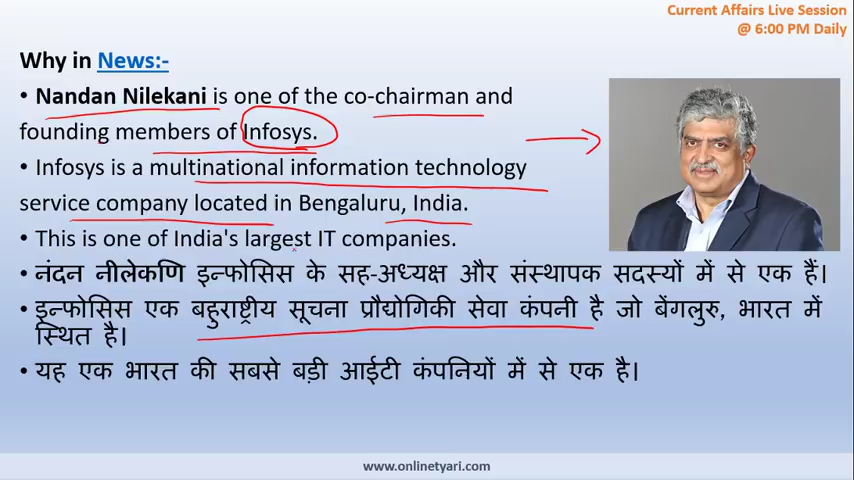 Current Affairs Live Session
@ 6:00 PM Daily
Why in News:-
• Nandan Nilekani is one of the co-chairman and
founding members of Infosys.
• Infosys is a multinational information technology
service company located in Bengaluru, India.
• This is one of India's largest IT companies.
• नंदन नीलेकणि इन्फोसिस के सह-अध्यक्ष और संस्थापक सदस्यों में से एक हैं।
• इन्फोसिस एक बहुराष्ट्रीय सूचना प्रौद्योगिकी सेवा कंपनी है जो बेंगलुरु, भारत में
स्थित है।
• यह एक भारत की सबसे बड़ी आईटी कंपनियों में से एक है।
www.onlinetyari.com